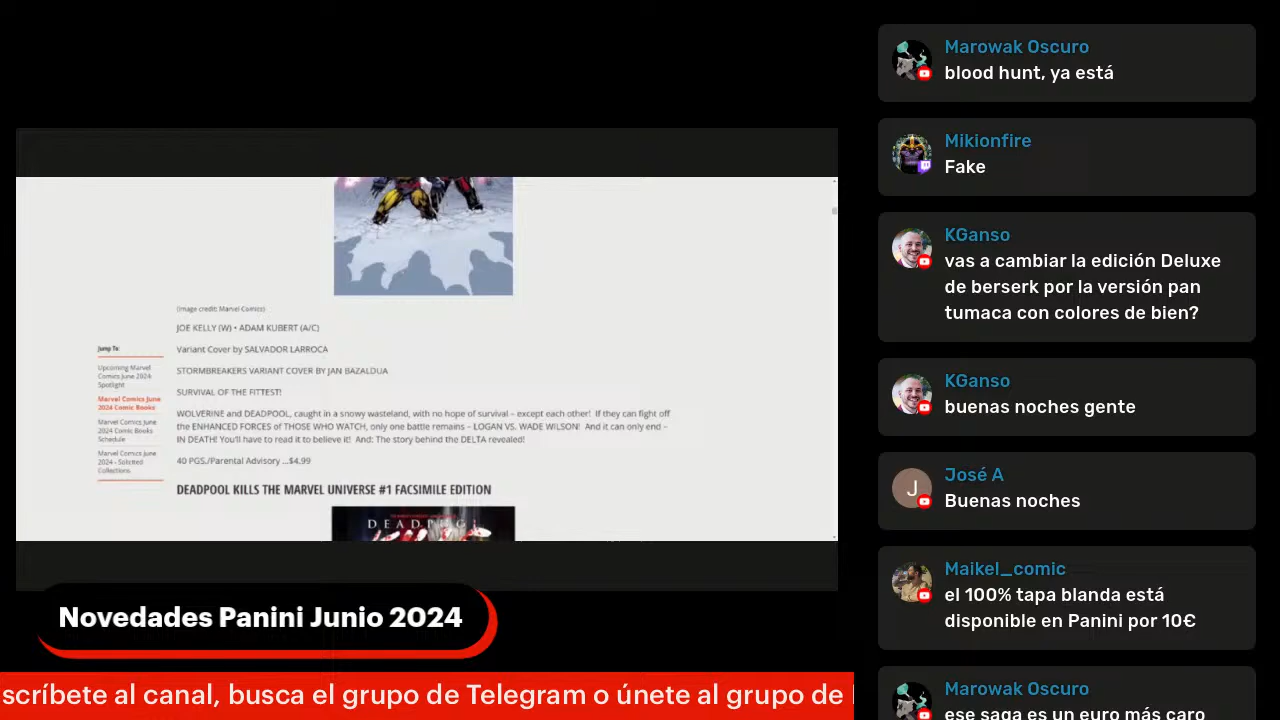 (Image credit: Marvel Comics)
JOE KELLY (W) • ADAM KUBERT (A/C)
Variant Cover by SALVADOR LARROCA
STORMBREAKERS VARIANT COVER BY JAN BAZALDUA
SURVIVAL OF THE FITTEST!
WOLVERINE and DEADPOOL, caught in a snowy wasteland, with no hope of survival – except each other! If they can fight off
the ENHANCED FORCES of THOSE WHO WATCH, only one battle remains – LOGAN VS. WADE WILSON! And it can only end –
IN DEATH! You'll have to read it to believe it! And: The story behind the DELTA revealed!
40 PGS./Parental Advisory ...$4.99
DEADPOOL KILLS THE MARVEL UNIVERSE #1 FACSIMILE EDITION
DEADPOOL
Jump To:
Upcoming Marvel
Comics June 2024:
Spotlight
Marvel Comics June
2024 Comic Books
Marvel Comics June
2024 Comic Books
Schedule
Marvel Comics June
2024 - Solicited
Collections
Novedades Panini Junio 2024
scríbete al canal, busca el grupo de Telegram o únete al grupo de
Marowak Oscuro
blood hunt, ya está
Mikionfire
Fake
KGanso
vas a cambiar la edición Deluxe
de berserk por la versión pan
tumaca con colores de bien?
KGanso
buenas noches gente
J
José A
Buenas noches
Maikel_comic
el 100% tapa blanda está
disponible en Panini por 10€
Marowak Oscuro
ese saga es un euro más caro